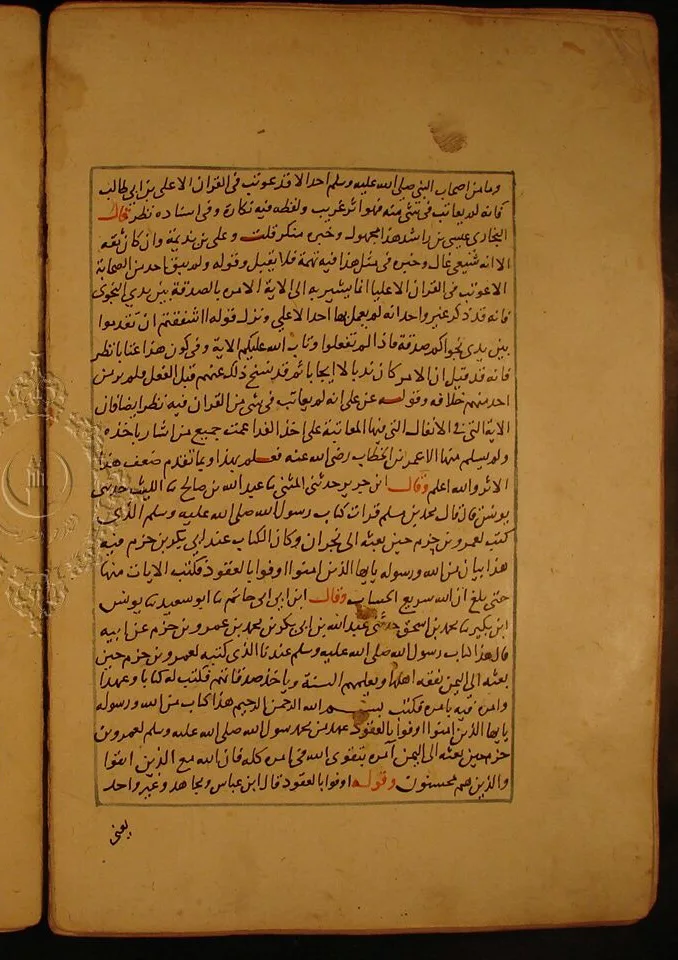 وما من اصحاب النبي صلى الله عليه وسلم احد الا قد عوتب في القران الا علي بن ابي طالب
فانه لم يعاتب في شئ منه فهو اثر غريب ولفظه فيه نكارة وفي اسناده نظر قال
البخاري عيسى بن راشد هذا مجهول وخبره منكر قلت وعلي بن بذيمة وان كان ثقة
الا انه شيعي غال وخبره في مثل هذا فيه تهمة فلا يقبل وقوله ولم يبق احد من الصحابة
الا عوتب في القران الا عليا انما يشير به الى الاية الامره بالصدقة بين يدي النجوى
فانه قد ذكر غير واحد انه لم يعمل بها احد الا علي ونزل قوله ااشفقتم ان تقدموا
بين يدي نجواكم صدقة فاذ لم تفعلوا وتاب الله عليكم الاية وفي كون هذا عتابا نظر
فانه قد قيل ان الامر كان ندبا لا ايجابا ثم قد نسخ ذلك عنهم قبل الفعل فلم ير من
احد منهم خلافه وقوله عن علي انه لم يعاتب في شئ من القران فيه نظر ايضا فان
الاية التي في الانفال التي فيها المعاتبة على اخذ الفدا عمت جميع من اشار باخذه
ولم يسلم منها الا عمر بن الخطاب رضي الله عنه فعلم بهذا وبما تقدم ضعف هذا
الاثر والله اعلم وقال ابن جرير حدثني المثنى ثنا عبد الله بن صالح ثنا الليث حدثني
يونس قال قال محمد بن مسلم قرات كتاب رسول الله صلى الله عليه وسلم الذي
كتب لعمرو بن حزم حين بعثه الى نجران وكان الكتاب عند ابي بكر بن حزم فيه
هذا بيان من الله ورسوله يايها الذين امنوا اوفوا بالعقود فكتب الايات منها
حتى بلغ ان الله سريع الحساب وقال ابن ابي حاتم ثنا ابو سعيد ثنا يونس
ابن بكير ثنا محمد بن اسحق حدثني عبد الله بن ابي بكر بن محمد بن عمرو بن حزم عن ابيه
قال هذا كتاب رسول الله صلى الله عليه وسلم عندنا الذي كتبه لعمرو بن حزم حين
بعثه الى اليمن يفقه اهلها ويعلمهم السنة وياخذ صدقاتهم فكتب له كتابا وعهدا
وامره فيه بامره فكتب بسم الله الرحمن الرحيم هذا كتاب من الله ورسوله
يايها الذين امنوا اوفوا بالعقود عهد من محمد رسول الله صلى الله عليه وسلم لعمرو بن
حزم حين بعثه الى اليمن آمره بتقوى الله في امره كله فان الله مع الذين اتقوا
والذين هم محسنون وقوله اوفوا بالعقود قال ابن عباس ومجاهد وغير واحد
يعني